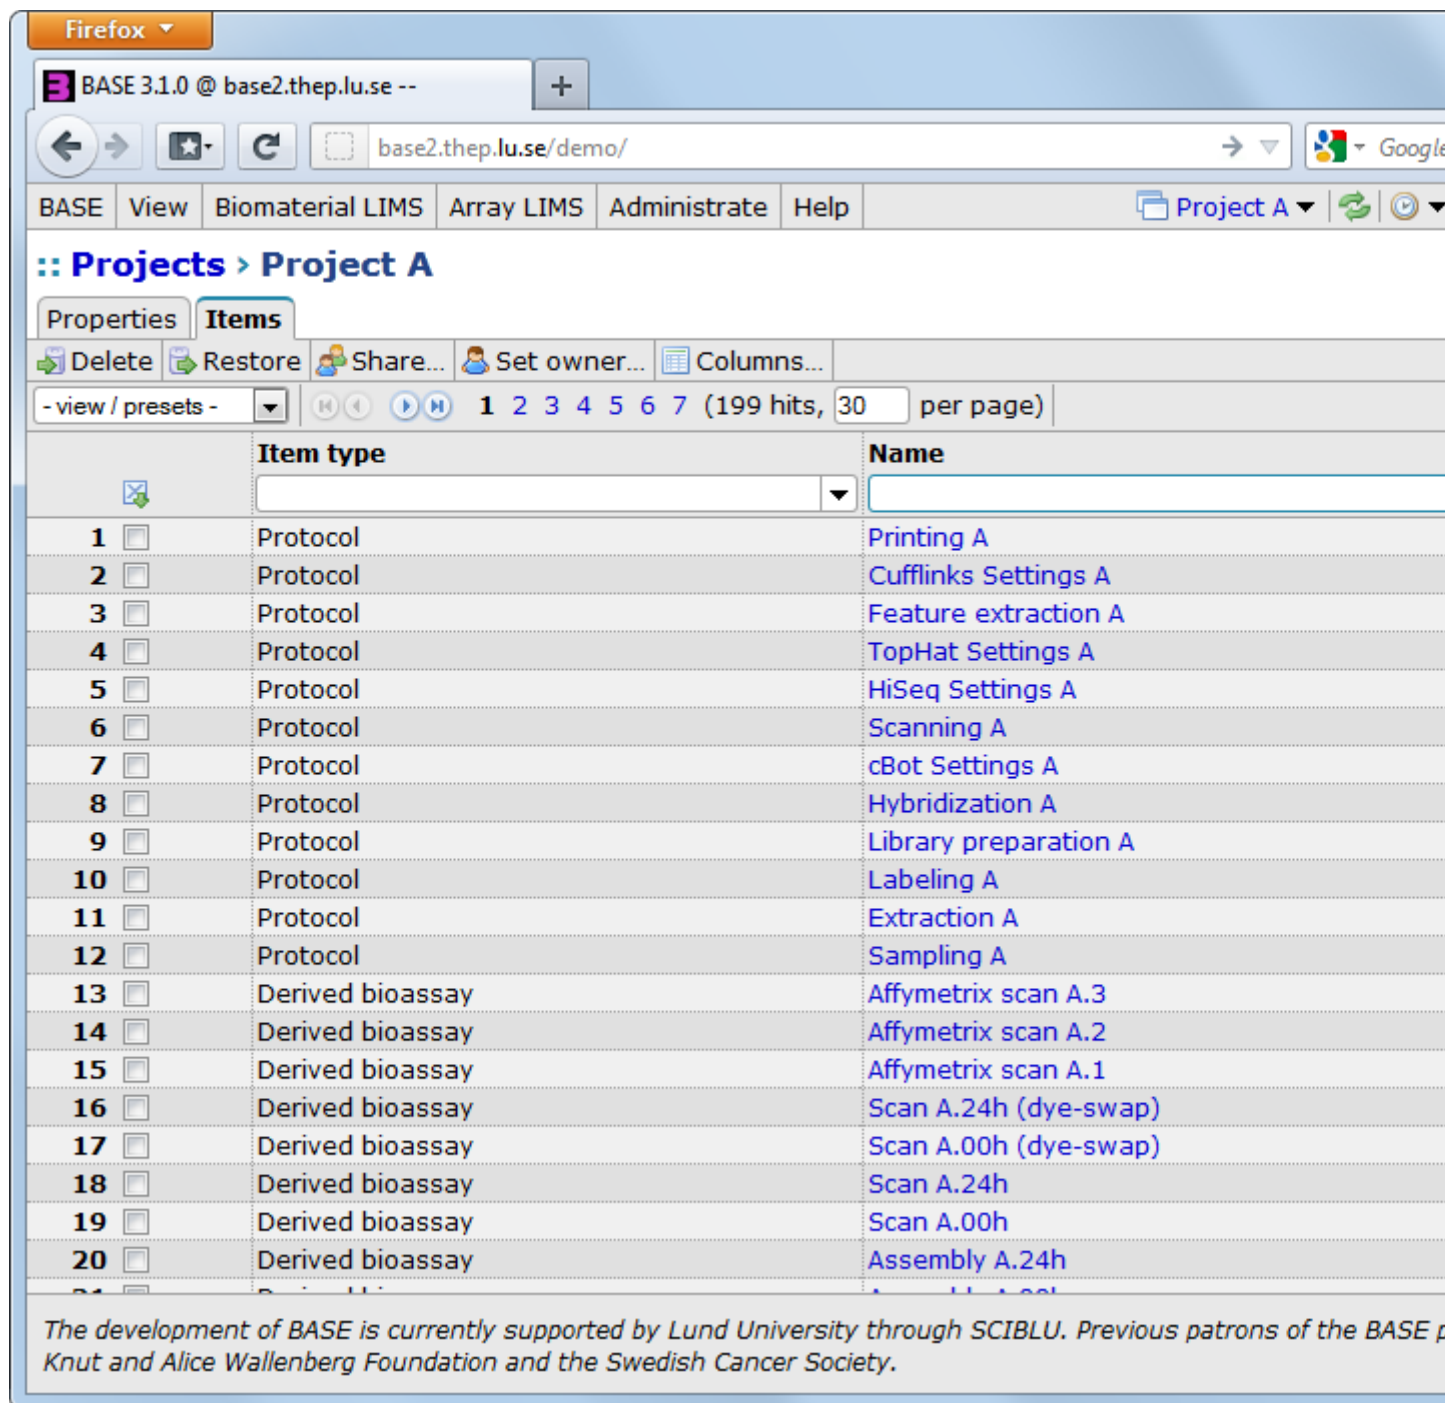 Firefox
BASE 3.1.0 @ base2.thep.lu.se --
base2.thep.lu.se/demo/
Google
BASE View Biomaterial LIMS Array LIMS Administrate Help Project A
:: Projects › Project A
Properties Items
Delete Restore Share... Set owner... Columns...
- view / presets - 1 2 3 4 5 6 7 (199 hits, 30 per page)
Item type Name
1 Protocol Printing A
2 Protocol Cufflinks Settings A
3 Protocol Feature extraction A
4 Protocol TopHat Settings A
5 Protocol HiSeq Settings A
6 Protocol Scanning A
7 Protocol cBot Settings A
8 Protocol Hybridization A
9 Protocol Library preparation A
10 Protocol Labeling A
11 Protocol Extraction A
12 Protocol Sampling A
13 Derived bioassay Affymetrix scan A.3
14 Derived bioassay Affymetrix scan A.2
15 Derived bioassay Affymetrix scan A.1
16 Derived bioassay Scan A.24h (dye-swap)
17 Derived bioassay Scan A.00h (dye-swap)
18 Derived bioassay Scan A.24h
19 Derived bioassay Scan A.00h
20 Derived bioassay Assembly A.24h
The development of BASE is currently supported by Lund University through SCIBLU. Previous patrons of the BASE
Knut and Alice Wallenberg Foundation and the Swedish Cancer Society.